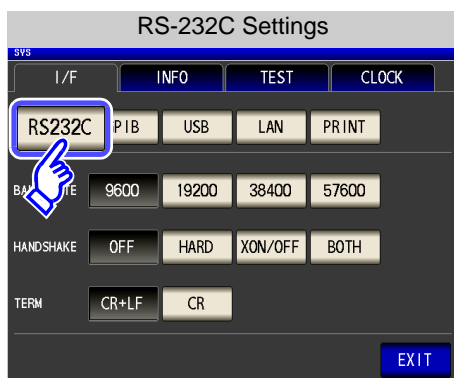 RS-232C Settings
SYS
I/F INFO TEST CLOCK
RS232C PIB USB LAN PRINT
9600 19200 38400 57600
HANDSHAKE OFF HARD XON/OFF BOTH
TERM CR+LF CR
EXIT